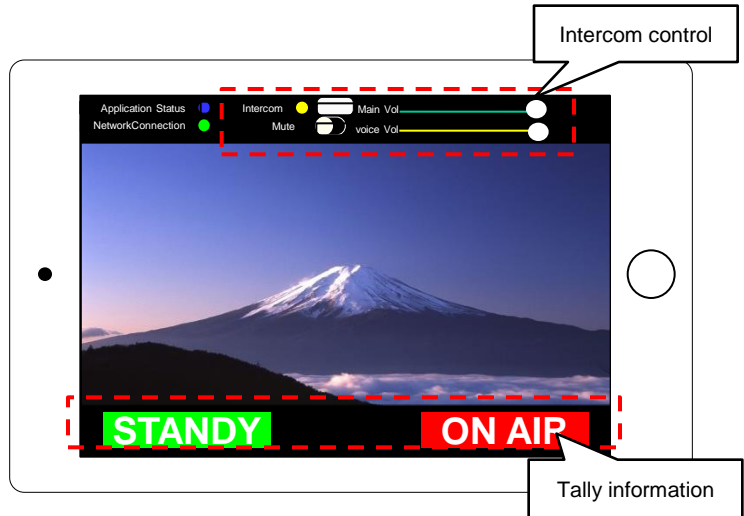 Intercom control
Application Status
Intercom
Main Vol
NetworkConnection
Mute
voice Vol
STANDY
ON AIR
Tally information